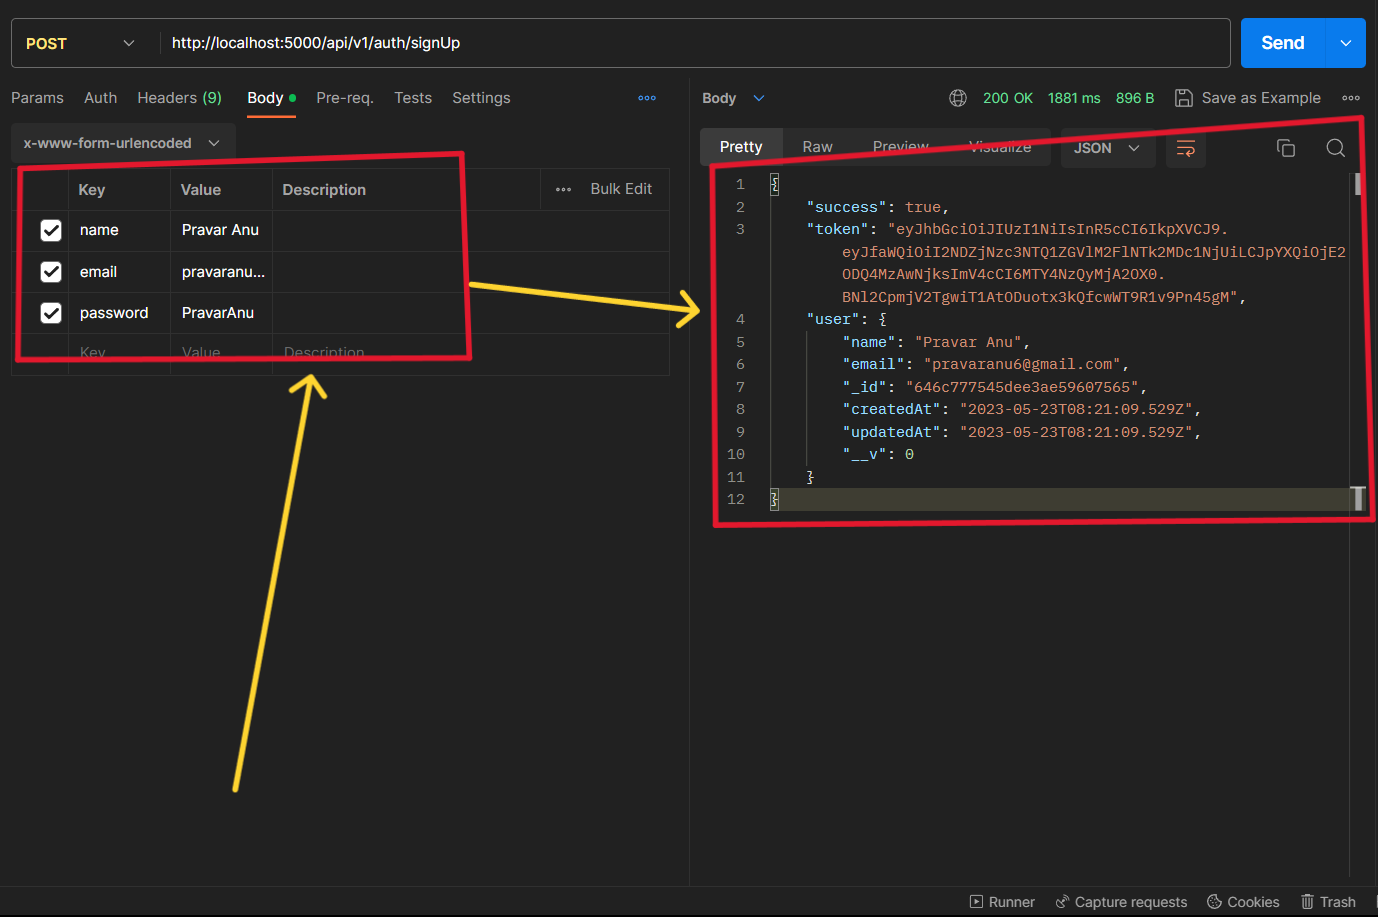 POST http://localhost:5000/api/v1/auth/signUp Send
Params Auth Headers (9) Body Pre-req. Tests Settings
x-www-form-urlencoded
Key Value Description Bulk Edit
name Pravar Anu
email pravaranu...
password PravarAnu
Key Value Description
Body 200 OK 1881 ms 896 B Save as Example
Pretty Raw Preview Visualize JSON
1 {
2 "success": true,
3 "token": "eyJhbGciOiJIUzI1NiIsInR5cCI6IkpXVCJ9.
eyJfaWQiOiI2NDZjNzc3NTQ1ZGVlM2FlNTk2MDc1NjUiLCJpYXQiOjE2
ODQ4MzAwNjksImV4cCI6MTY4NzQyMjA2OX0.
BNl2CpmjV2TgwiT1AtODuotx3kQfcwWT9R1v9Pn45gM",
4 "user": {
5 "name": "Pravar Anu",
6 "email": "pravaranu6@gmail.com",
7 "_id": "646c777545dee3ae59607565",
8 "createdAt": "2023-05-23T08:21:09.529Z",
9 "updatedAt": "2023-05-23T08:21:09.529Z",
10 "__v": 0
11 }
12 }
Runner Capture requests Cookies Trash